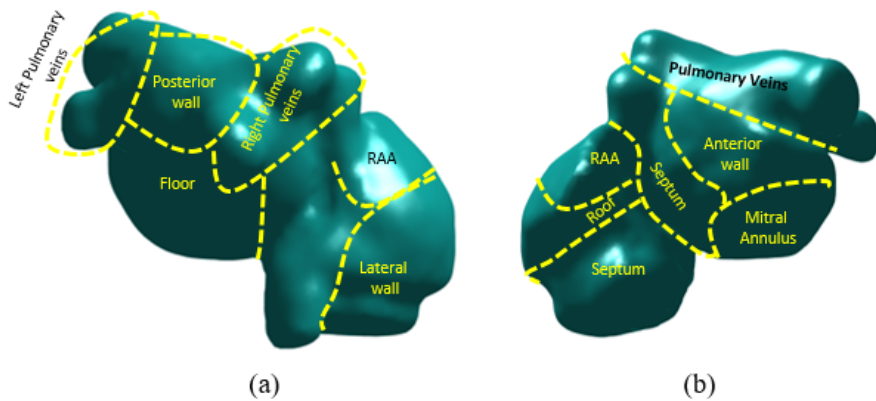 Left Pulmonary
veins
Posterior
wall
Right Pulmonary
veins
RAA
Floor
Lateral
wall
(a)
Pulmonary Veins
Anterior
wall
RAA
Septum
Roof
Mitral
Annulus
Septum
(b)